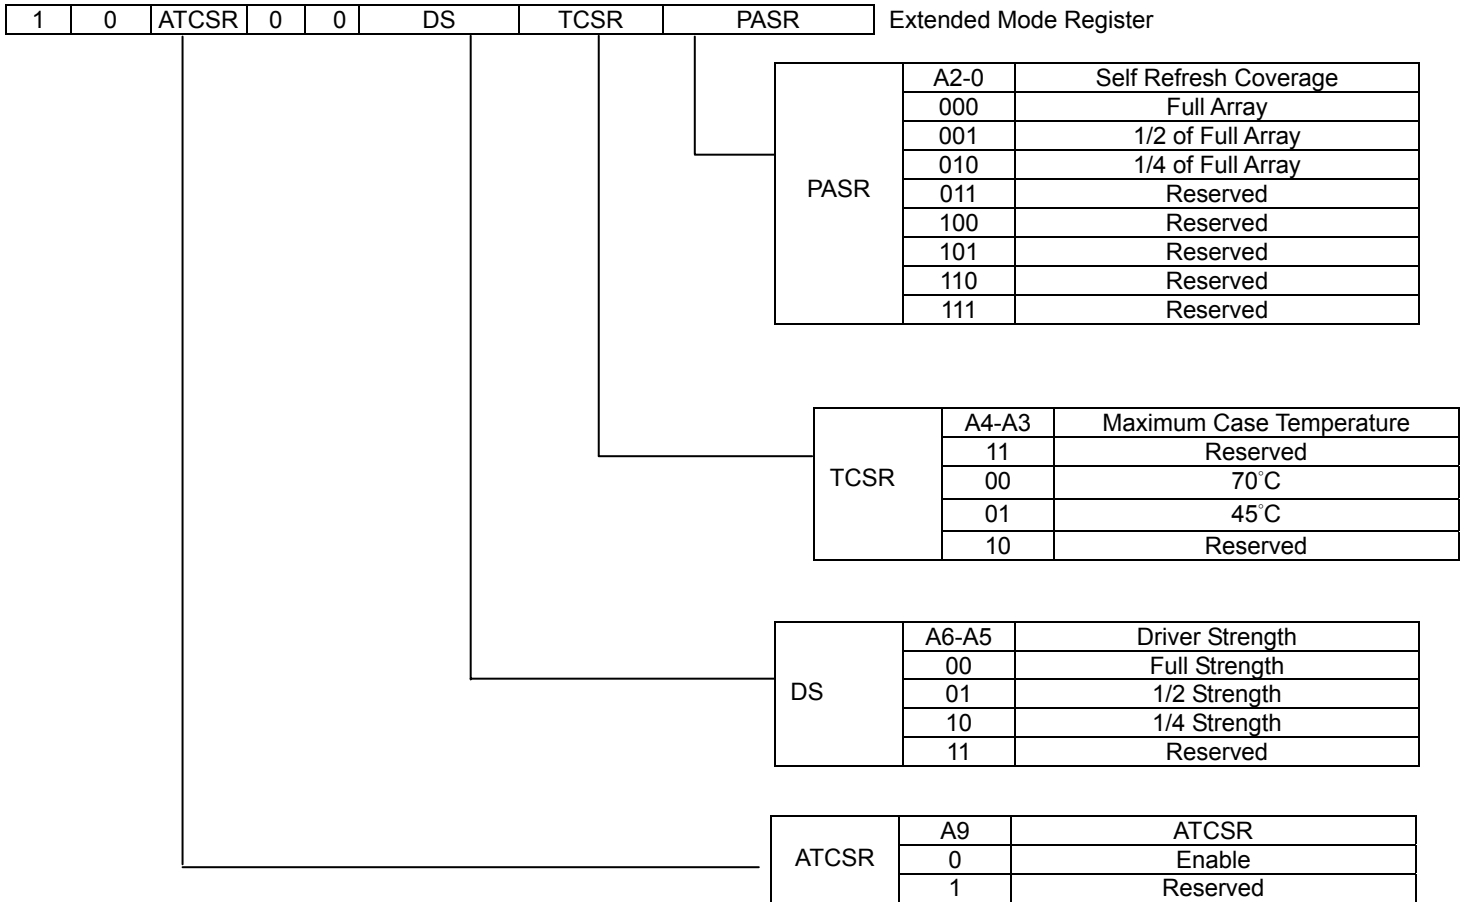 1 0 ATCSR 0 0 DS TCSR PASR Extended Mode Register
A2-0 Self Refresh Coverage
000 Full Array
001 1/2 of Full Array
010 1/4 of Full Array
PASR
011 Reserved
100 Reserved
101 Reserved
110 Reserved
111 Reserved
A4-A3 Maximum Case Temperature
11 Reserved
TCSR
00 70°C
01 45°C
10 Reserved
A6-A5 Driver Strength
00 Full Strength
DS
01 1/2 Strength
10 1/4 Strength
11 Reserved
A9 ATCSR
ATCSR
0 Enable
1 Reserved